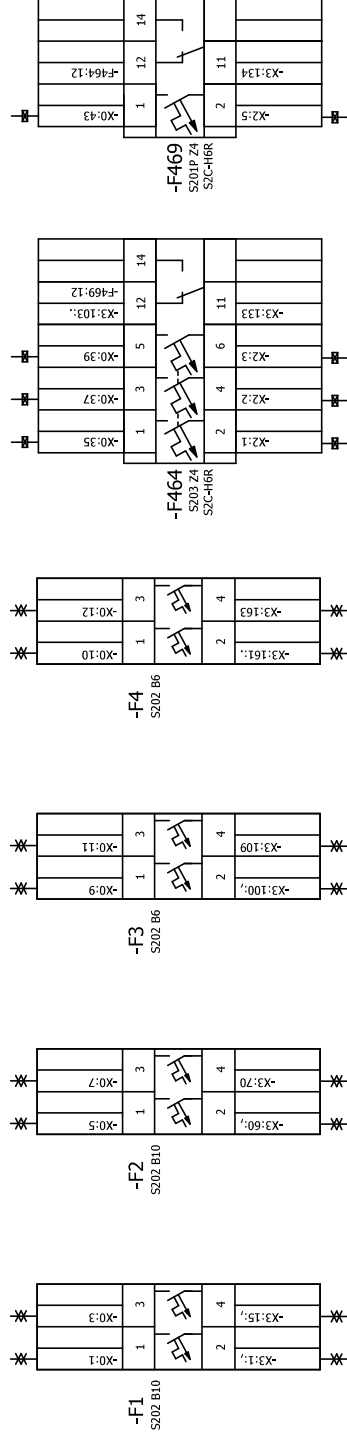 14
-F464:12 12 11 -X3:134
-X0:43 1 2 -X2:5
-F469
S201P Z4
S2C-H6R
14
-F469:12
-X3:103:. 12 11 -X3:133
-X0:39 5 6 -X2:3
-X0:37 3 4 -X2:2
-X0:35 1 2 -X2:1
-F464
S203 Z4
S2C-H6R
-X0:12 3 4 -X3:163
-X0:10 1 2 -X3:161:.
-F4
S202 B6
-X0:11 3 4 -X3:109
-X0:9 1 2 -X3:100:,
-F3
S202 B6
-X0:7 3 4 -X3:70
-X0:5 1 2 -X3:60:,
-F2
S202 B10
-X0:3 3 4 -X3:15:,
-X0:1 1 2 -X3:1:,
-F1
S202 B10